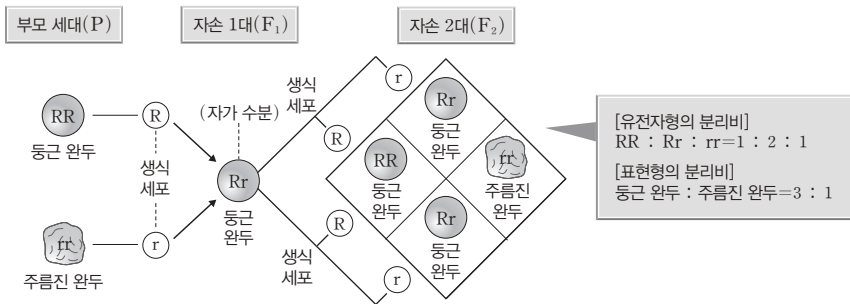 부모 세대(P)
자손 1대(F₁)
자손 2대(F₂)
RR
둥근 완두
R
생식
세포
rr
주름진 완두
r
(자가 수분)
Rr
둥근
완두
생식
세포
R
r
생식
세포
R
r
Rr
둥근
완두
RR
둥근
완두
rr
주름진
완두
Rr
둥근
완두
[유전자형의 분리비]
RR : Rr : rr=1 : 2 : 1
[표현형의 분리비]
둥근 완두 : 주름진 완두=3 : 1